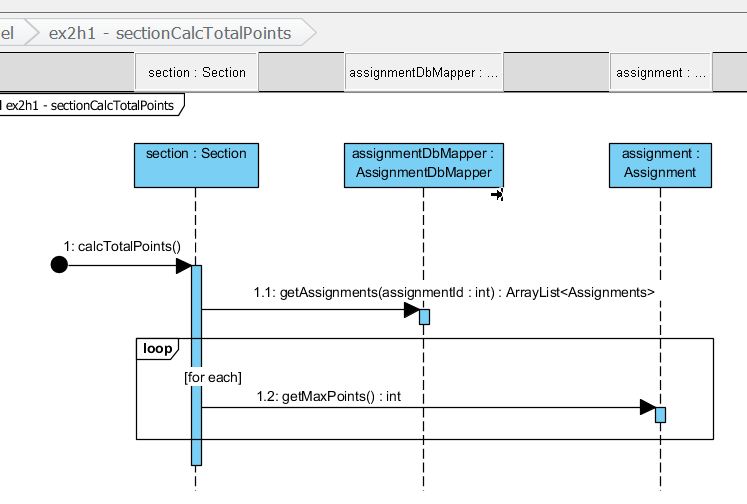 el
ex2h1 - sectionCalcTotalPoints
section : Section
assignmentDbMapper : ...
assignment : ...
ex2h1 - sectionCalcTotalPoints
section : Section
assignmentDbMapper :
AssignmentDbMapper
assignment :
Assignment
1: calcTotalPoints()
1.1: getAssignments(assignmentId : int) : ArrayList<Assignments>
loop
[for each]
1.2: getMaxPoints() : int